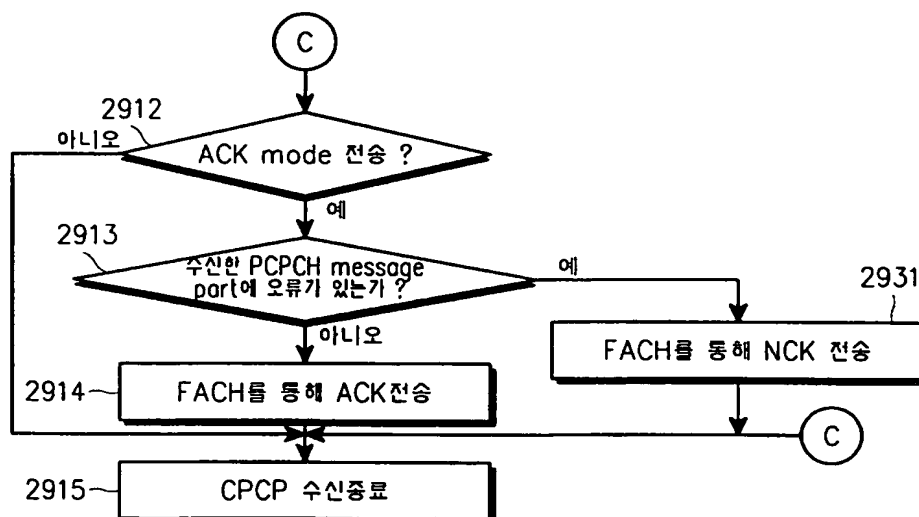 C
2912
아니오
ACK mode 전송 ?
예
2913
수신한 PCPCH message
part에 오류가 있는가 ?
예
2931
아니오
FACH를 통해 NCK 전송
2914
FACH를 통해 ACK전송
C
2915
CPCP 수신종료